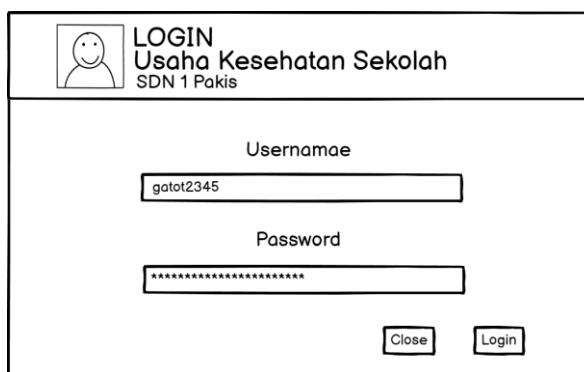 LOGIN
Usaha Kesehatan Sekolah
SDN 1 Pakis
Usernamae
gatot2345
Password
***********************
Close Login